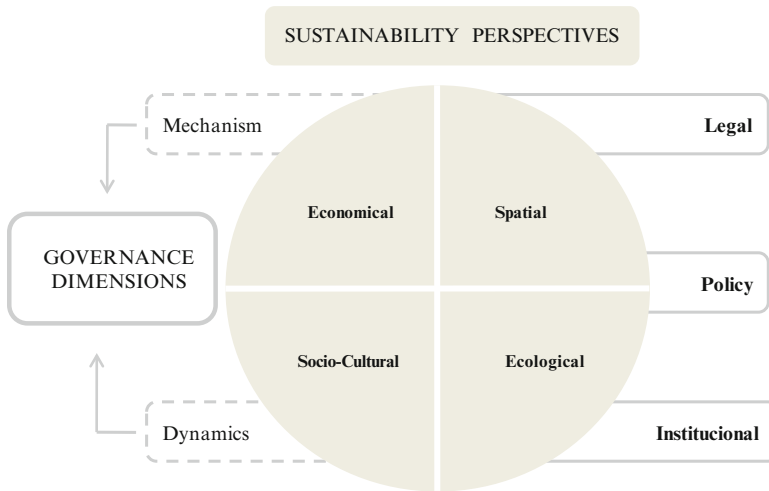 SUSTAINABILITY PERSPECTIVES
Mechanism
Legal
Economical
Spatial
GOVERNANCE
DIMENSIONS
Policy
Socio-Cultural
Ecological
Dynamics
Institucional